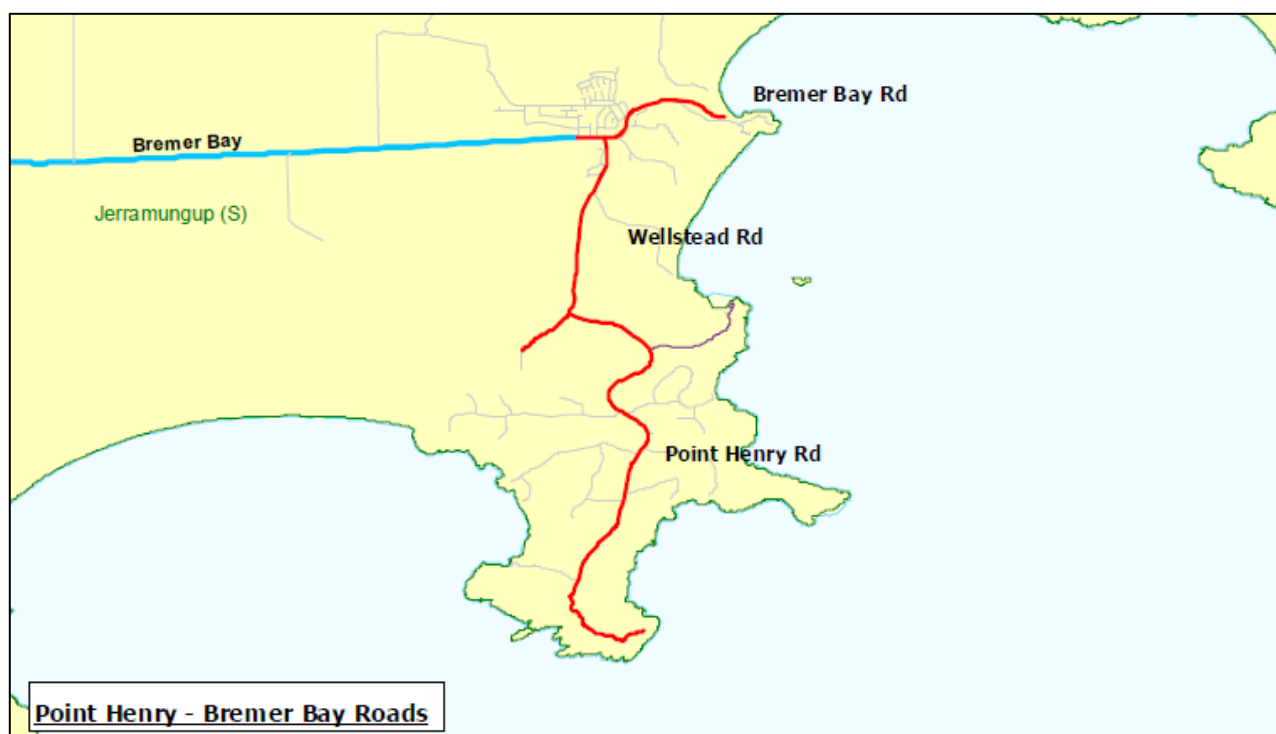 Bremer Bay Rd
Bremer Bay
Jerramungup (S)
Wellstead Rd
Point Henry Rd
Point Henry - Bremer Bay Roads